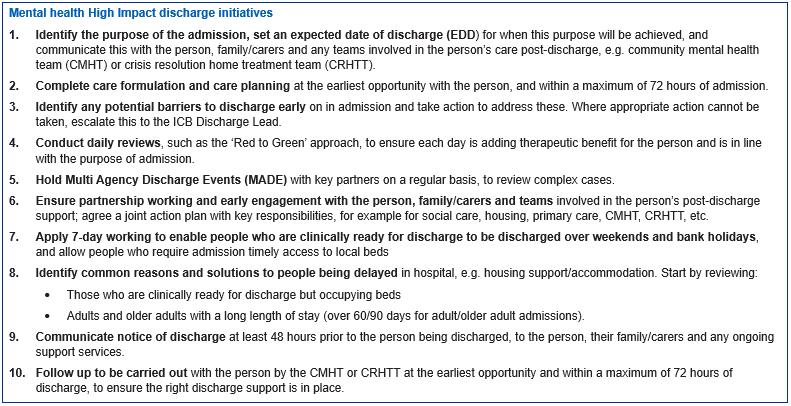 Mental health High Impact discharge initiatives
1. Identify the purpose of the admission, set an expected date of discharge (EDD) for when this purpose will be achieved, and
communicate this with the person, family/carers and any teams involved in the person's care post-discharge, e.g. community mental health
team (CMHT) or crisis resolution home treatment team (CRHTT).
2. Complete care formulation and care planning at the earliest opportunity with the person, and within a maximum of 72 hours of admission.
3. Identify any potential barriers to discharge early on in admission and take action to address these. Where appropriate action cannot be
taken, escalate this to the ICB Discharge Lead.
4. Conduct daily reviews, such as the 'Red to Green' approach, to ensure each day is adding therapeutic benefit for the person and is in line
with the purpose of admission.
5. Hold Multi Agency Discharge Events (MADE) with key partners on a regular basis, to review complex cases.
6. Ensure partnership working and early engagement with the person, family/carers and teams involved in the person's post-discharge
support; agree a joint action plan with key responsibilities, for example for social care, housing, primary care, CMHT, CRHTT, etc.
7. Apply 7-day working to enable people who are clinically ready for discharge to be discharged over weekends and bank holidays,
and allow people who require admission timely access to local beds
8. Identify common reasons and solutions to people being delayed in hospital, e.g. housing support/accommodation. Start by reviewing:
• Those who are clinically ready for discharge but occupying beds
• Adults and older adults with a long length of stay (over 60/90 days for adult/older adult admissions).
9. Communicate notice of discharge at least 48 hours prior to the person being discharged, to the person, their family/carers and any ongoing
support services.
10. Follow up to be carried out with the person by the CMHT or CRHTT at the earliest opportunity and within a maximum of 72 hours of
discharge, to ensure the right discharge support is in place.